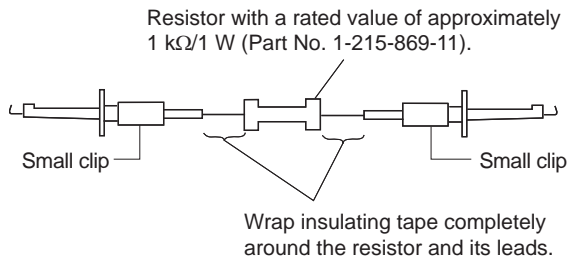 Resistor with a rated value of approximately
1 kΩ/1 W (Part No. 1-215-869-11).
Small clip
Small clip
Wrap insulating tape completely
around the resistor and its leads.